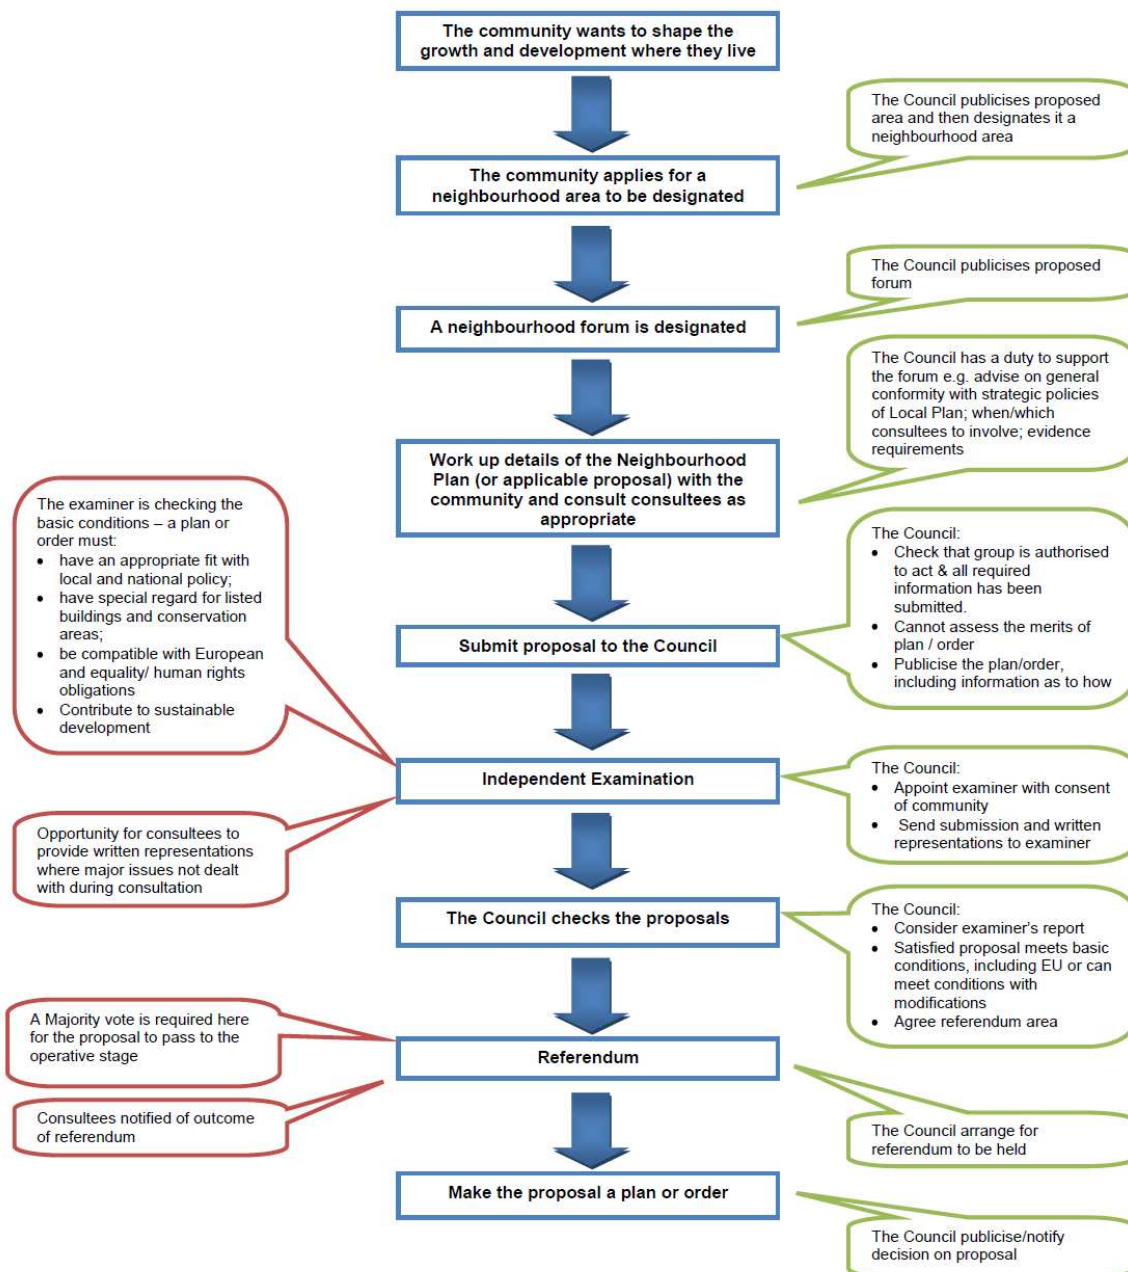 The community wants to shape the
growth and development where they live
The Council publicises proposed
area and then designates it a
neighbourhood area
The community applies for a
neighbourhood area to be designated
The Council publicises proposed
forum
A neighbourhood forum is designated
The Council has a duty to support
the forum e.g. advise on general
conformity with strategic policies
of Local Plan; when/which
consultees to involve; evidence
requirements
Work up details of the Neighbourhood
Plan (or applicable proposal) with the
community and consult consultees as
appropriate
The examiner is checking the
basic conditions – a plan or
order must:
• have an appropriate fit with
local and national policy;
• have special regard for listed
buildings and conservation
areas;
• be compatible with European
and equality/ human rights
obligations
• Contribute to sustainable
development
The Council:
• Check that group is authorised
to act & all required
information has been
submitted.
• Cannot assess the merits of
plan / order
• Publicise the plan/order,
including information as to how
Submit proposal to the Council
Independent Examination
The Council:
• Appoint examiner with consent
of community
• Send submission and written
representations to examiner
Opportunity for consultees to
provide written representations
where major issues not dealt
with during consultation
The Council checks the proposals
The Council:
• Consider examiner's report
• Satisfied proposal meets basic
conditions, including EU or can
meet conditions with
modifications
• Agree referendum area
A Majority vote is required here
for the proposal to pass to the
operative stage
Referendum
Consultees notified of outcome
of referendum
The Council arrange for
referendum to be held
Make the proposal a plan or order
The Council publicise/notify
decision on proposal